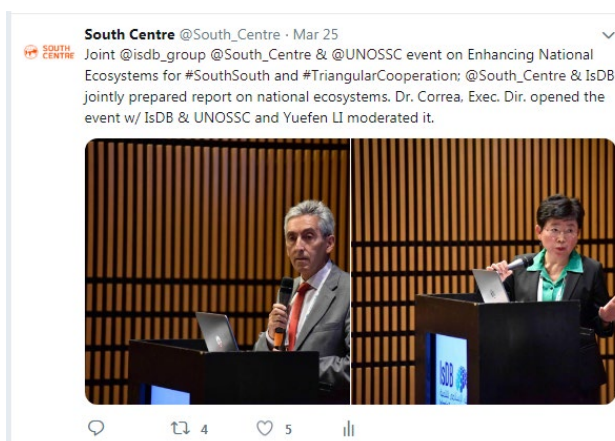 South Centre @South_Centre · Mar 25
SOUTH
CENTRE
Joint @isdb_group @South_Centre & @UNOSSC event on Enhancing National
Ecosystems for #SouthSouth and #TriangularCooperation; @South_Centre & IsDB
jointly prepared report on national ecosystems. Dr. Correa, Exec. Dir. opened the
event w/ IsDB & UNOSSC and Yuefen LI moderated it.
IsDB
4
5